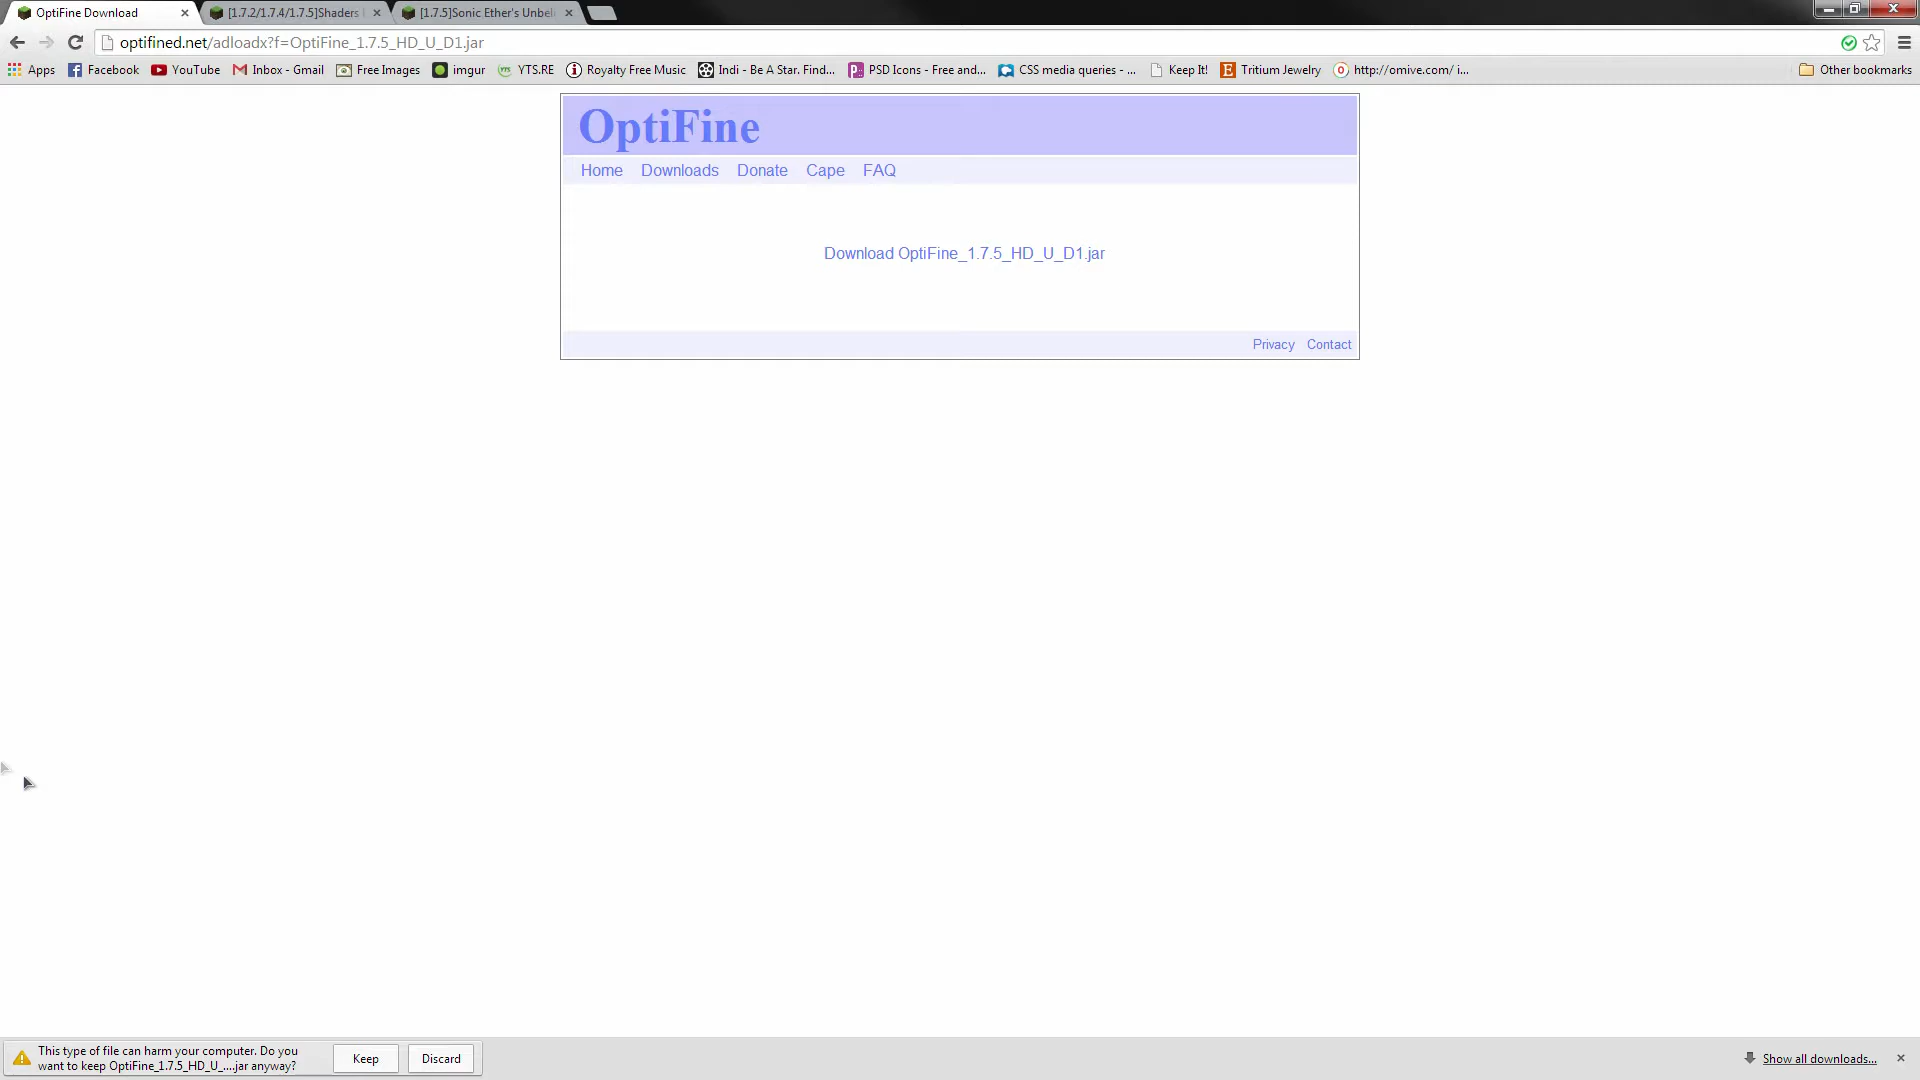 OptiFine Download
[1.7.2/1.7.4/1.7.5]Shaders
[1.7.5]Sonic Ether's Unbeli
optifined.net/adloadx?f=OptiFine_1.7.5_HD_U_D1.jar
Apps Facebook YouTube Inbox - Gmail Free Images imgur YTS.RE Royalty Free Music Indi - Be A Star. Find... PSD Icons - Free and... CSS media queries - ... Keep It! Tritium Jewelry http://omive.com/ i... Other bookmarks
OptiFine
Home Downloads Donate Cape FAQ
Download OptiFine_1.7.5_HD_U_D1.jar
Privacy Contact
This type of file can harm your computer. Do you
want to keep OptiFine_1.7.5_HD_U_....jar anyway?
Keep Discard
Show all downloads...